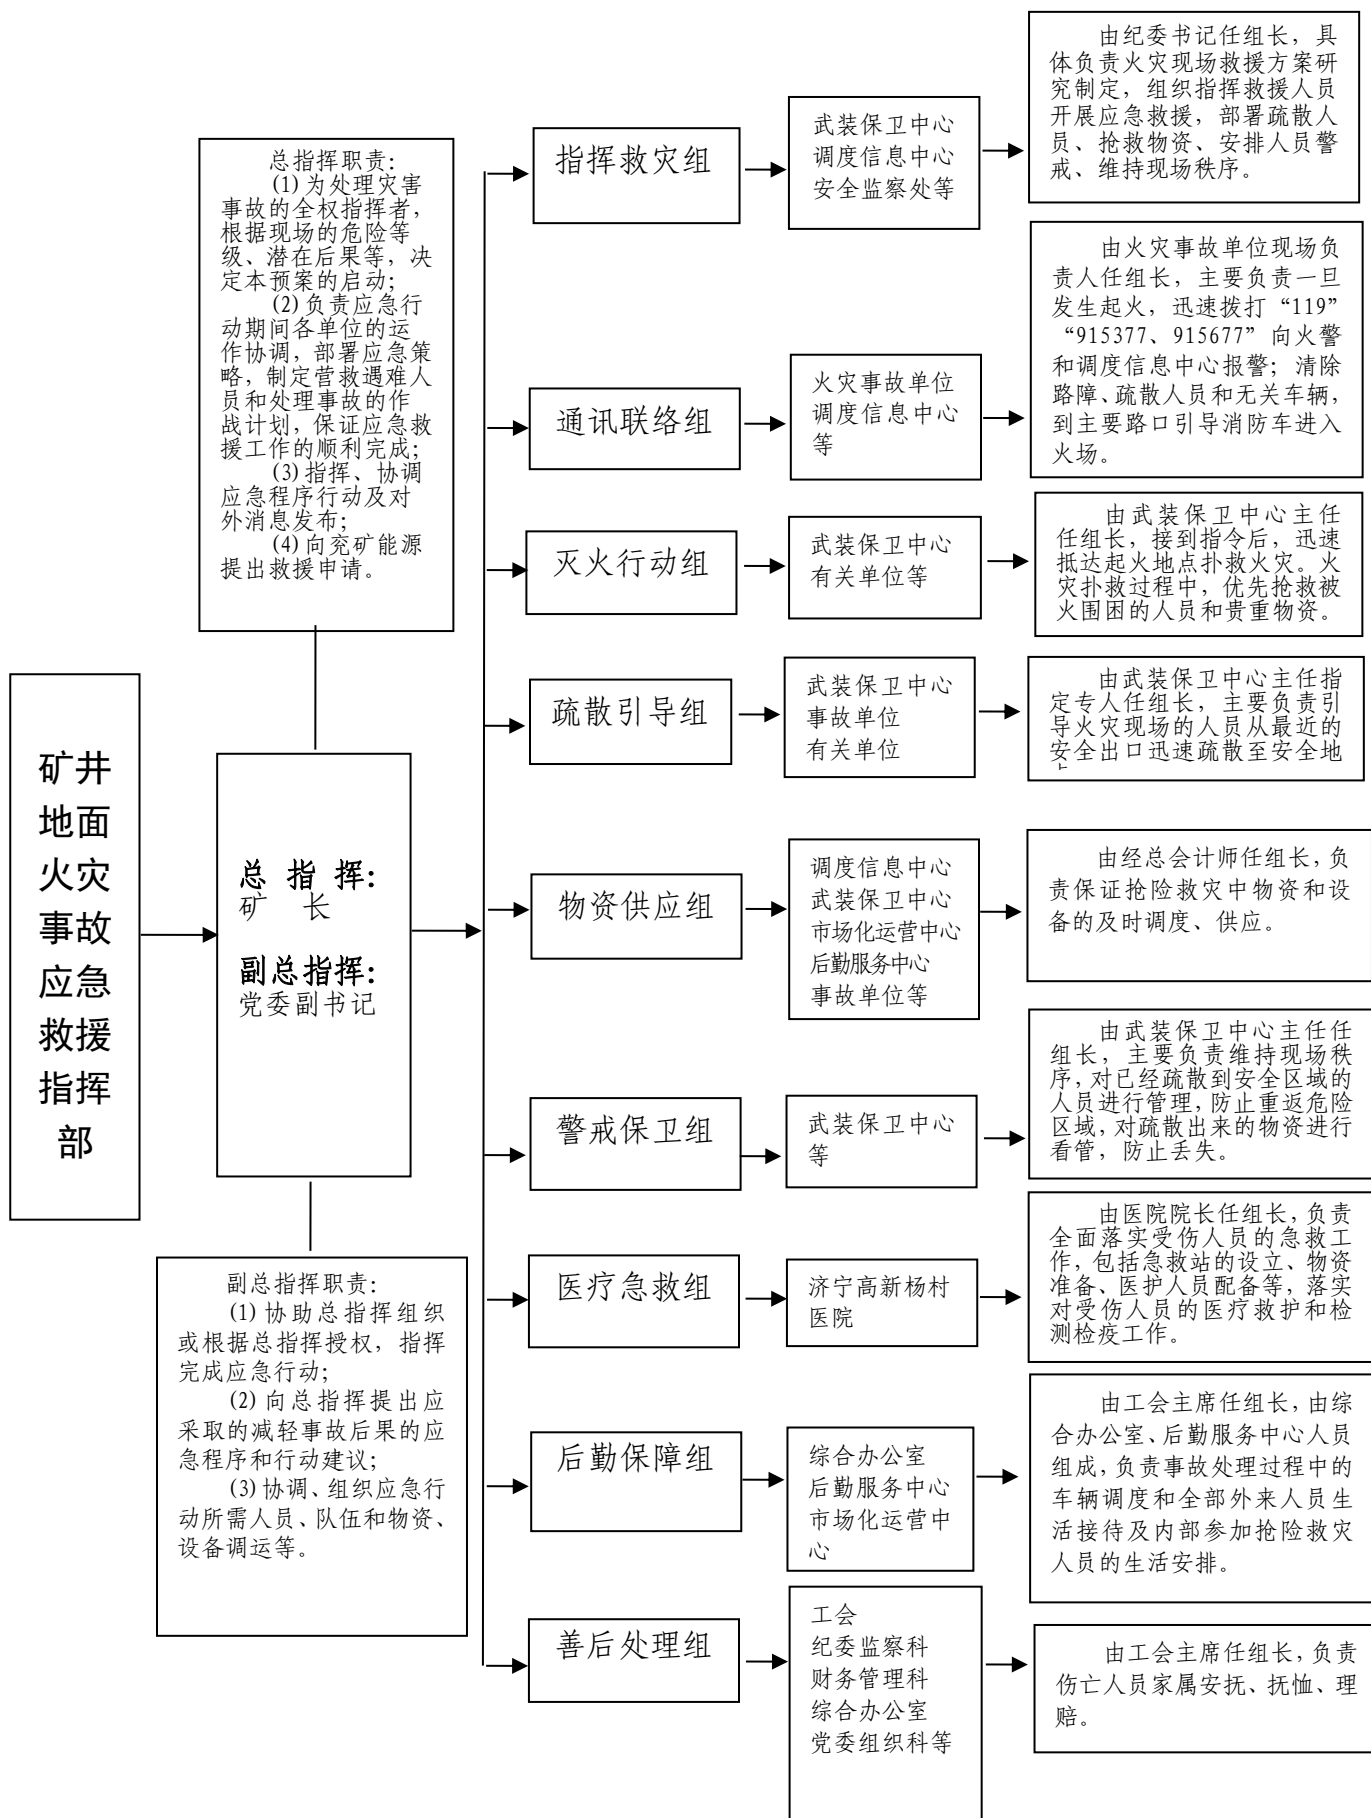 矿井
地面
火灾
事故
应急
救援
指挥
部
总指挥职责：
(1)为处理灾害
事故的全权指挥者，
根据现场的危险等
级、潜在后果等，决
定本预案的启动；
(2)负责应急行
动期间各单位的运
作协调，部署应急策
略，制定营救遇难人
员和处理事故的作
战计划，保证应急救
援工作的顺利完成；
(3)指挥、协调
应急程序行动及对
外消息发布；
(4)向兖矿能源
提出救援申请。
总 指 挥：
矿 长
副总指挥：
党委副书记
副总指挥职责：
(1)协助总指挥组织
或根据总指挥授权，指挥
完成应急行动；
(2)向总指挥提出应
采取的减轻事故后果的应
急程序和行动建议；
(3)协调、组织应急行
动所需人员、队伍和物资、
设备调运等。
指挥救灾组
武装保卫中心
调度信息中心
安全监察处等
由纪委书记任组长，具
体负责火灾现场救援方案研
究制定，组织指挥救援人员
开展应急救援，部署疏散人
员、抢救物资、安排人员警
戒、维持现场秩序。
通讯联络组
火灾事故单位
调度信息中心
等
由火灾事故单位现场负
责人任组长，主要负责一旦
发生起火，迅速拨打“119”
“915377、915677”向火警
和调度信息中心报警；清除
路障、疏散人员和无关车辆，
到主要路口引导消防车进入
火场。
灭火行动组
武装保卫中心
有关单位等
由武装保卫中心主任
任组长，接到指令后，迅速
抵达起火地点扑救火灾。火
灾扑救过程中，优先抢救被
火围困的人员和贵重物资。
疏散引导组
武装保卫中心
事故单位
有关单位
由武装保卫中心主任指
定专人任组长，主要负责引
导火灾现场的人员从最近的
安全出口迅速疏散至安全地
物资供应组
调度信息中心
武装保卫中心
市场化运营中心
后勤服务中心
事故单位等
由经总会计师任组长，负
责保证抢险救灾中物资和设
备的及时调度、供应。
警戒保卫组
武装保卫中心
等
由武装保卫中心主任任
组长，主要负责维持现场秩
序，对已经疏散到安全区域的
人员进行管理，防止重返危险
区域，对疏散出来的物资进行
看管，防止丢失。
医疗急救组
济宁高新杨村
医院
由医院院长任组长，负责
全面落实受伤人员的急救工
作，包括急救站的设立、物资
准备、医护人员配备等，落实
对受伤人员的医疗救护和检
测检疫工作。
后勤保障组
综合办公室
后勤服务中心
市场化运营中
心
由工会主席任组长，由综
合办公室、后勤服务中心人员
组成，负责事故处理过程中的
车辆调度和全部外来人员生
活接待及内部参加抢险救灾
人员的生活安排。
善后处理组
工会
纪委监察科
财务管理科
综合办公室
党委组织科等
由工会主席任组长，负责
伤亡人员家属安抚、抚恤、理
赔。